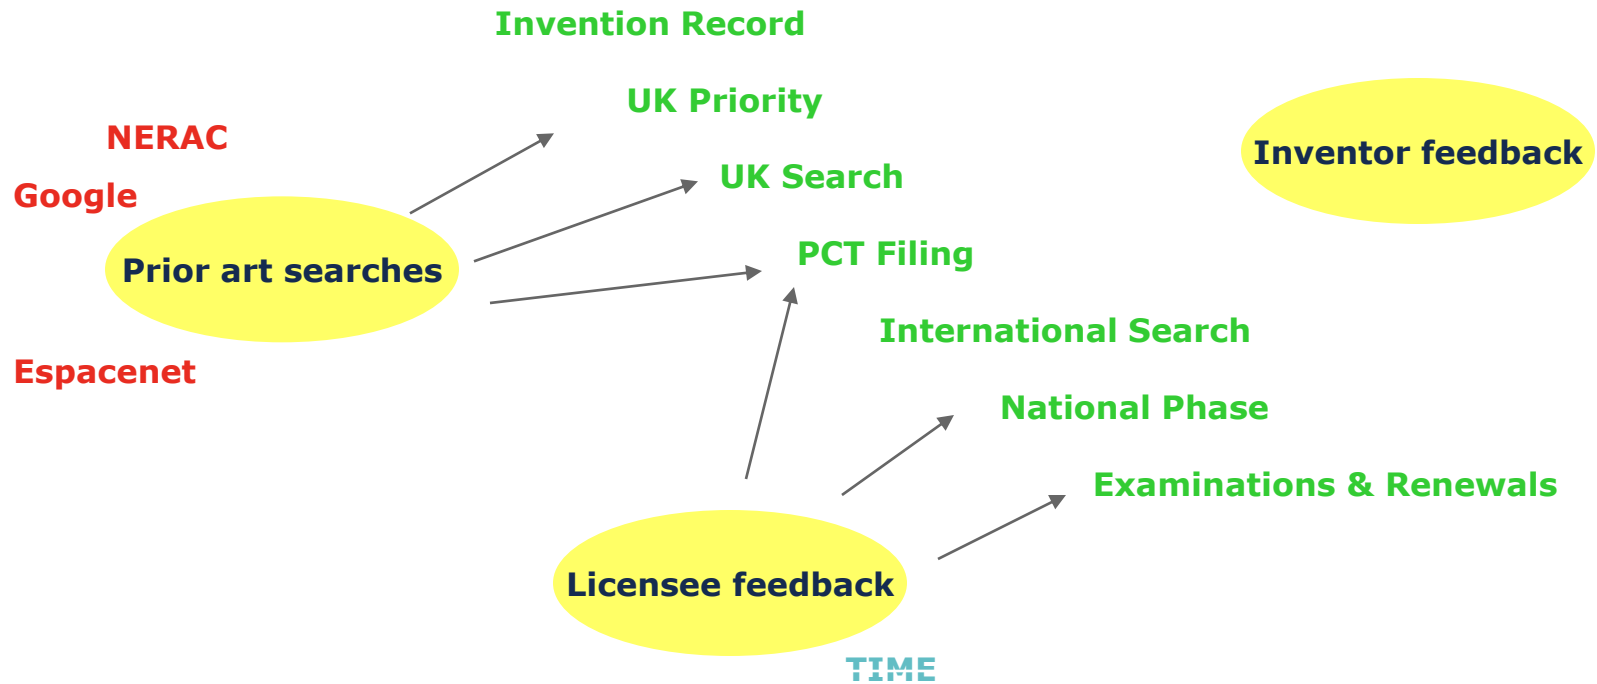 Invention Record
UK Priority
NERAC
Inventor feedback
UK Search
Google
PCT Filing
Prior art searches
International Search
Espacenet
National Phase
Examinations & Renewals
Licensee feedback
TIME